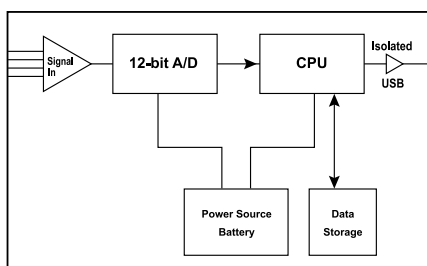 Signal
In
12-bit A/D
CPU
Isolated
USB
Power Source
Battery
Data
Storage